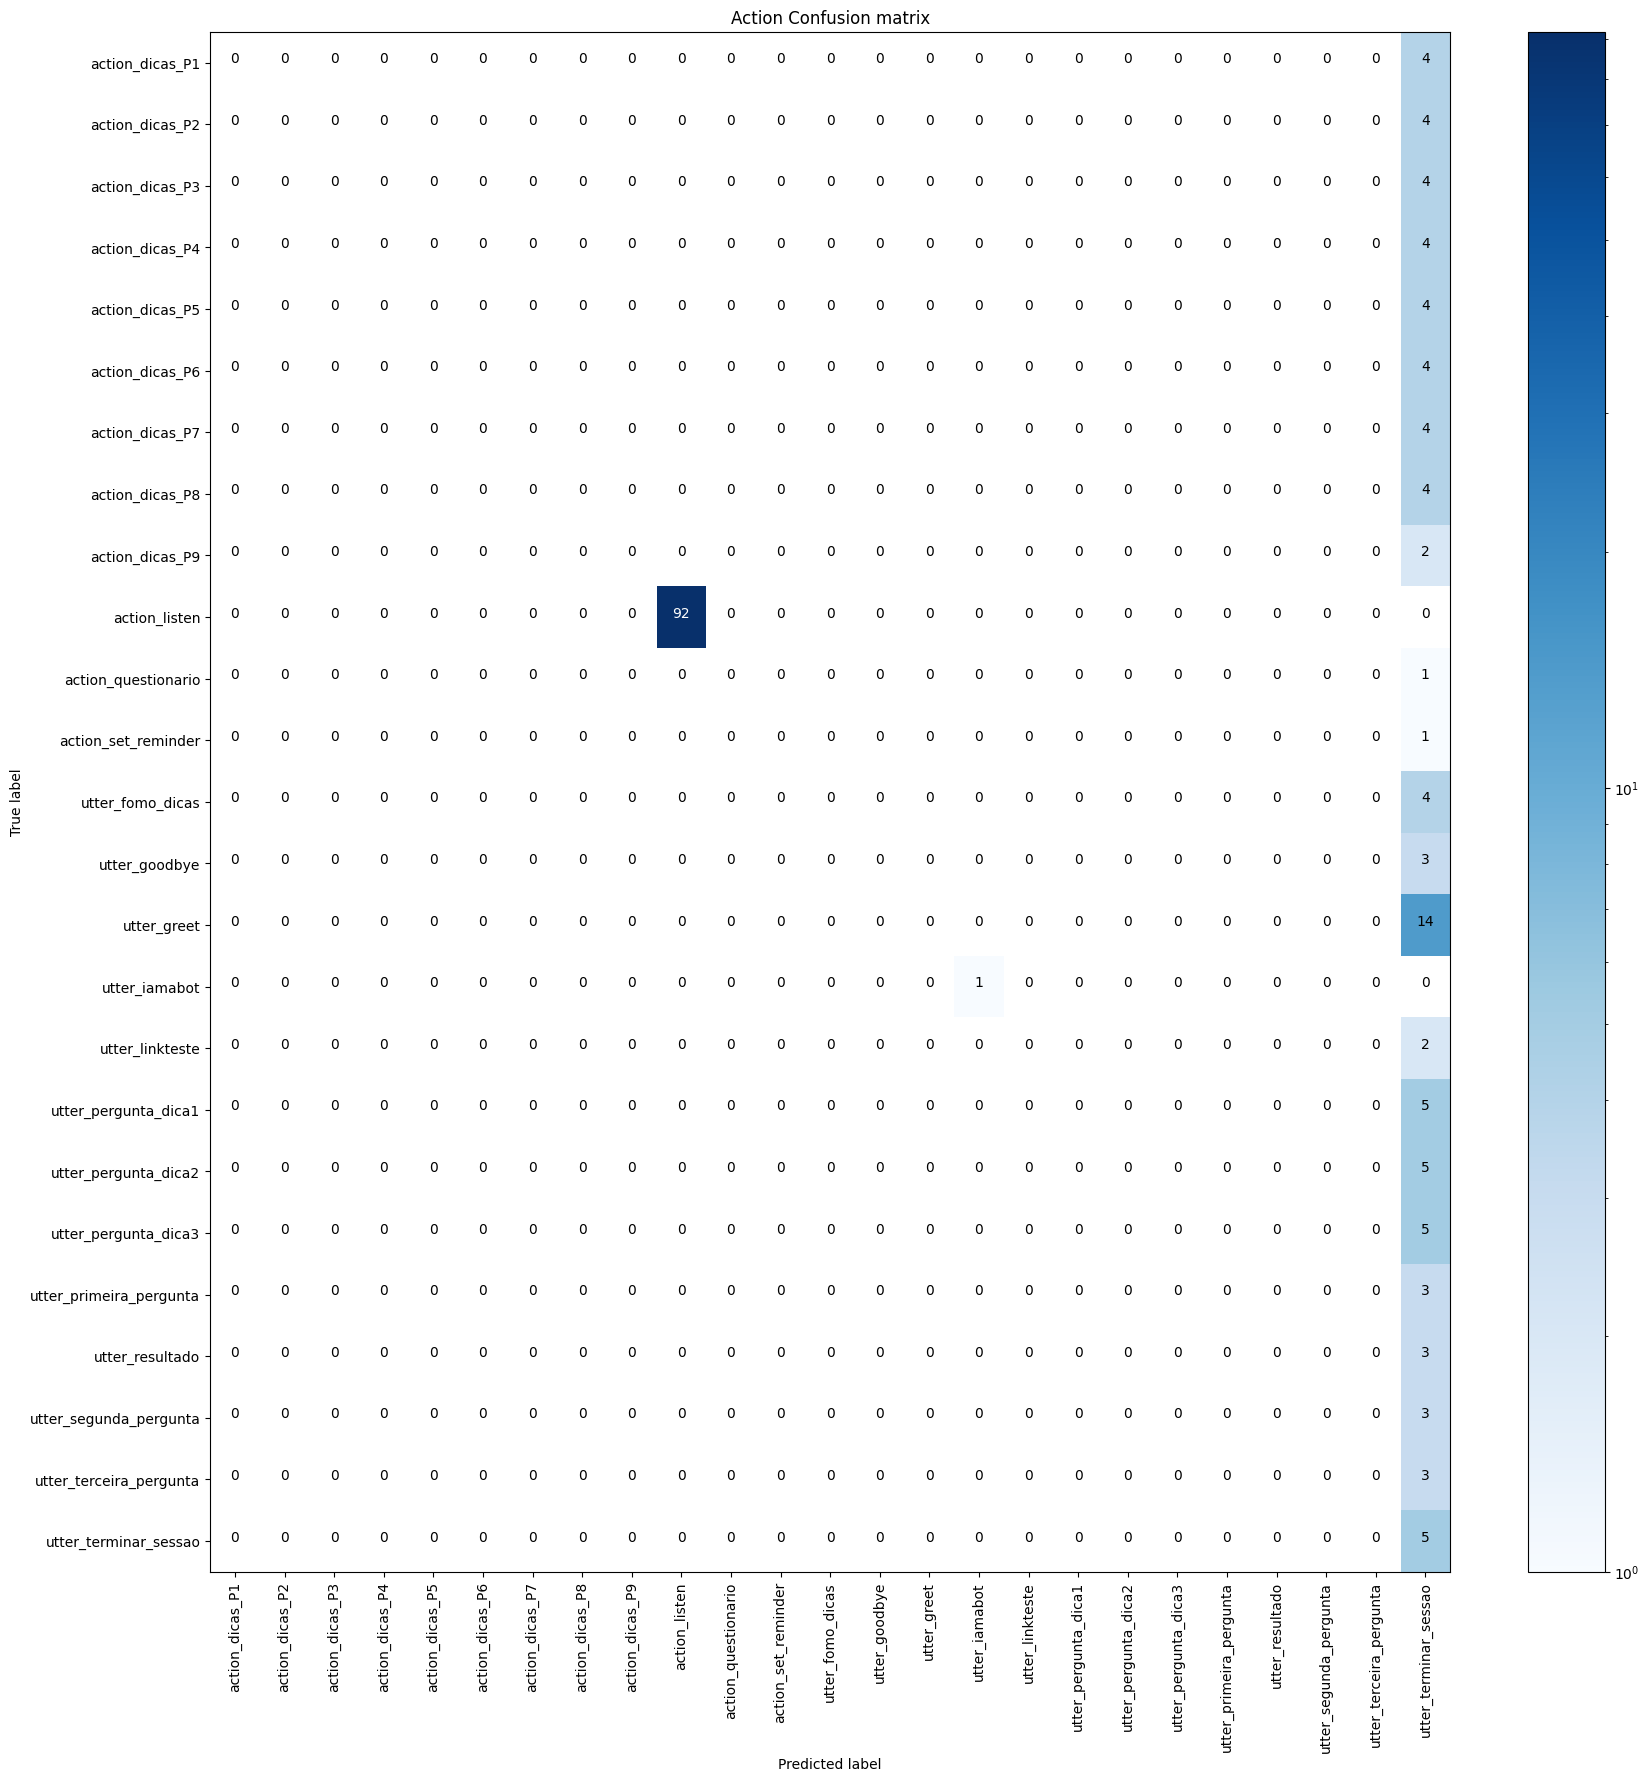 Action Confusion matrix
action_dicas_P1 0 0 0 0 0 0 0 0 0 0 0 0 0 0 0 0 0 0 0 0 0 0 0 0 4
action_dicas_P2 0 0 0 0 0 0 0 0 0 0 0 0 0 0 0 0 0 0 0 0 0 0 0 0 4
action_dicas_P3 0 0 0 0 0 0 0 0 0 0 0 0 0 0 0 0 0 0 0 0 0 0 0 0 4
action_dicas_P4 0 0 0 0 0 0 0 0 0 0 0 0 0 0 0 0 0 0 0 0 0 0 0 0 4
action_dicas_P5 0 0 0 0 0 0 0 0 0 0 0 0 0 0 0 0 0 0 0 0 0 0 0 0 4
action_dicas_P6 0 0 0 0 0 0 0 0 0 0 0 0 0 0 0 0 0 0 0 0 0 0 0 0 4
action_dicas_P7 0 0 0 0 0 0 0 0 0 0 0 0 0 0 0 0 0 0 0 0 0 0 0 0 4
action_dicas_P8 0 0 0 0 0 0 0 0 0 0 0 0 0 0 0 0 0 0 0 0 0 0 0 0 4
action_dicas_P9 0 0 0 0 0 0 0 0 0 0 0 0 0 0 0 0 0 0 0 0 0 0 0 0 2
action_listen 0 0 0 0 0 0 0 0 0 92 0 0 0 0 0 0 0 0 0 0 0 0 0 0 0
action_questionario 0 0 0 0 0 0 0 0 0 0 0 0 0 0 0 0 0 0 0 0 0 0 0 0 1
action_set_reminder 0 0 0 0 0 0 0 0 0 0 0 0 0 0 0 0 0 0 0 0 0 0 0 0 1
utter_fomo_dicas 0 0 0 0 0 0 0 0 0 0 0 0 0 0 0 0 0 0 0 0 0 0 0 0 4
utter_goodbye 0 0 0 0 0 0 0 0 0 0 0 0 0 0 0 0 0 0 0 0 0 0 0 0 3
utter_greet 0 0 0 0 0 0 0 0 0 0 0 0 0 0 0 0 0 0 0 0 0 0 0 0 14
utter_iamabot 0 0 0 0 0 0 0 0 0 0 0 0 0 0 0 1 0 0 0 0 0 0 0 0 0
utter_linkteste 0 0 0 0 0 0 0 0 0 0 0 0 0 0 0 0 0 0 0 0 0 0 0 0 2
utter_pergunta_dica1 0 0 0 0 0 0 0 0 0 0 0 0 0 0 0 0 0 0 0 0 0 0 0 0 5
utter_pergunta_dica2 0 0 0 0 0 0 0 0 0 0 0 0 0 0 0 0 0 0 0 0 0 0 0 0 5
utter_pergunta_dica3 0 0 0 0 0 0 0 0 0 0 0 0 0 0 0 0 0 0 0 0 0 0 0 0 5
utter_primeira_pergunta 0 0 0 0 0 0 0 0 0 0 0 0 0 0 0 0 0 0 0 0 0 0 0 0 3
utter_resultado 0 0 0 0 0 0 0 0 0 0 0 0 0 0 0 0 0 0 0 0 0 0 0 0 3
utter_segunda_pergunta 0 0 0 0 0 0 0 0 0 0 0 0 0 0 0 0 0 0 0 0 0 0 0 0 3
utter_terceira_pergunta 0 0 0 0 0 0 0 0 0 0 0 0 0 0 0 0 0 0 0 0 0 0 0 0 3
utter_terminar_sessao 0 0 0 0 0 0 0 0 0 0 0 0 0 0 0 0 0 0 0 0 0 0 0 0 5
True label
action_dicas_P1
action_dicas_P2
action_dicas_P3
action_dicas_P4
action_dicas_P5
action_dicas_P6
action_dicas_P7
action_dicas_P8
action_dicas_P9
action_listen
action_questionario
action_set_reminder
utter_fomo_dicas
utter_goodbye
utter_greet
utter_iamabot
utter_linkteste
utter_pergunta_dica1
utter_pergunta_dica2
utter_pergunta_dica3
utter_primeira_pergunta
utter_resultado
utter_segunda_pergunta
utter_terceira_pergunta
utter_terminar_sessao
Predicted label
10¹
10⁰